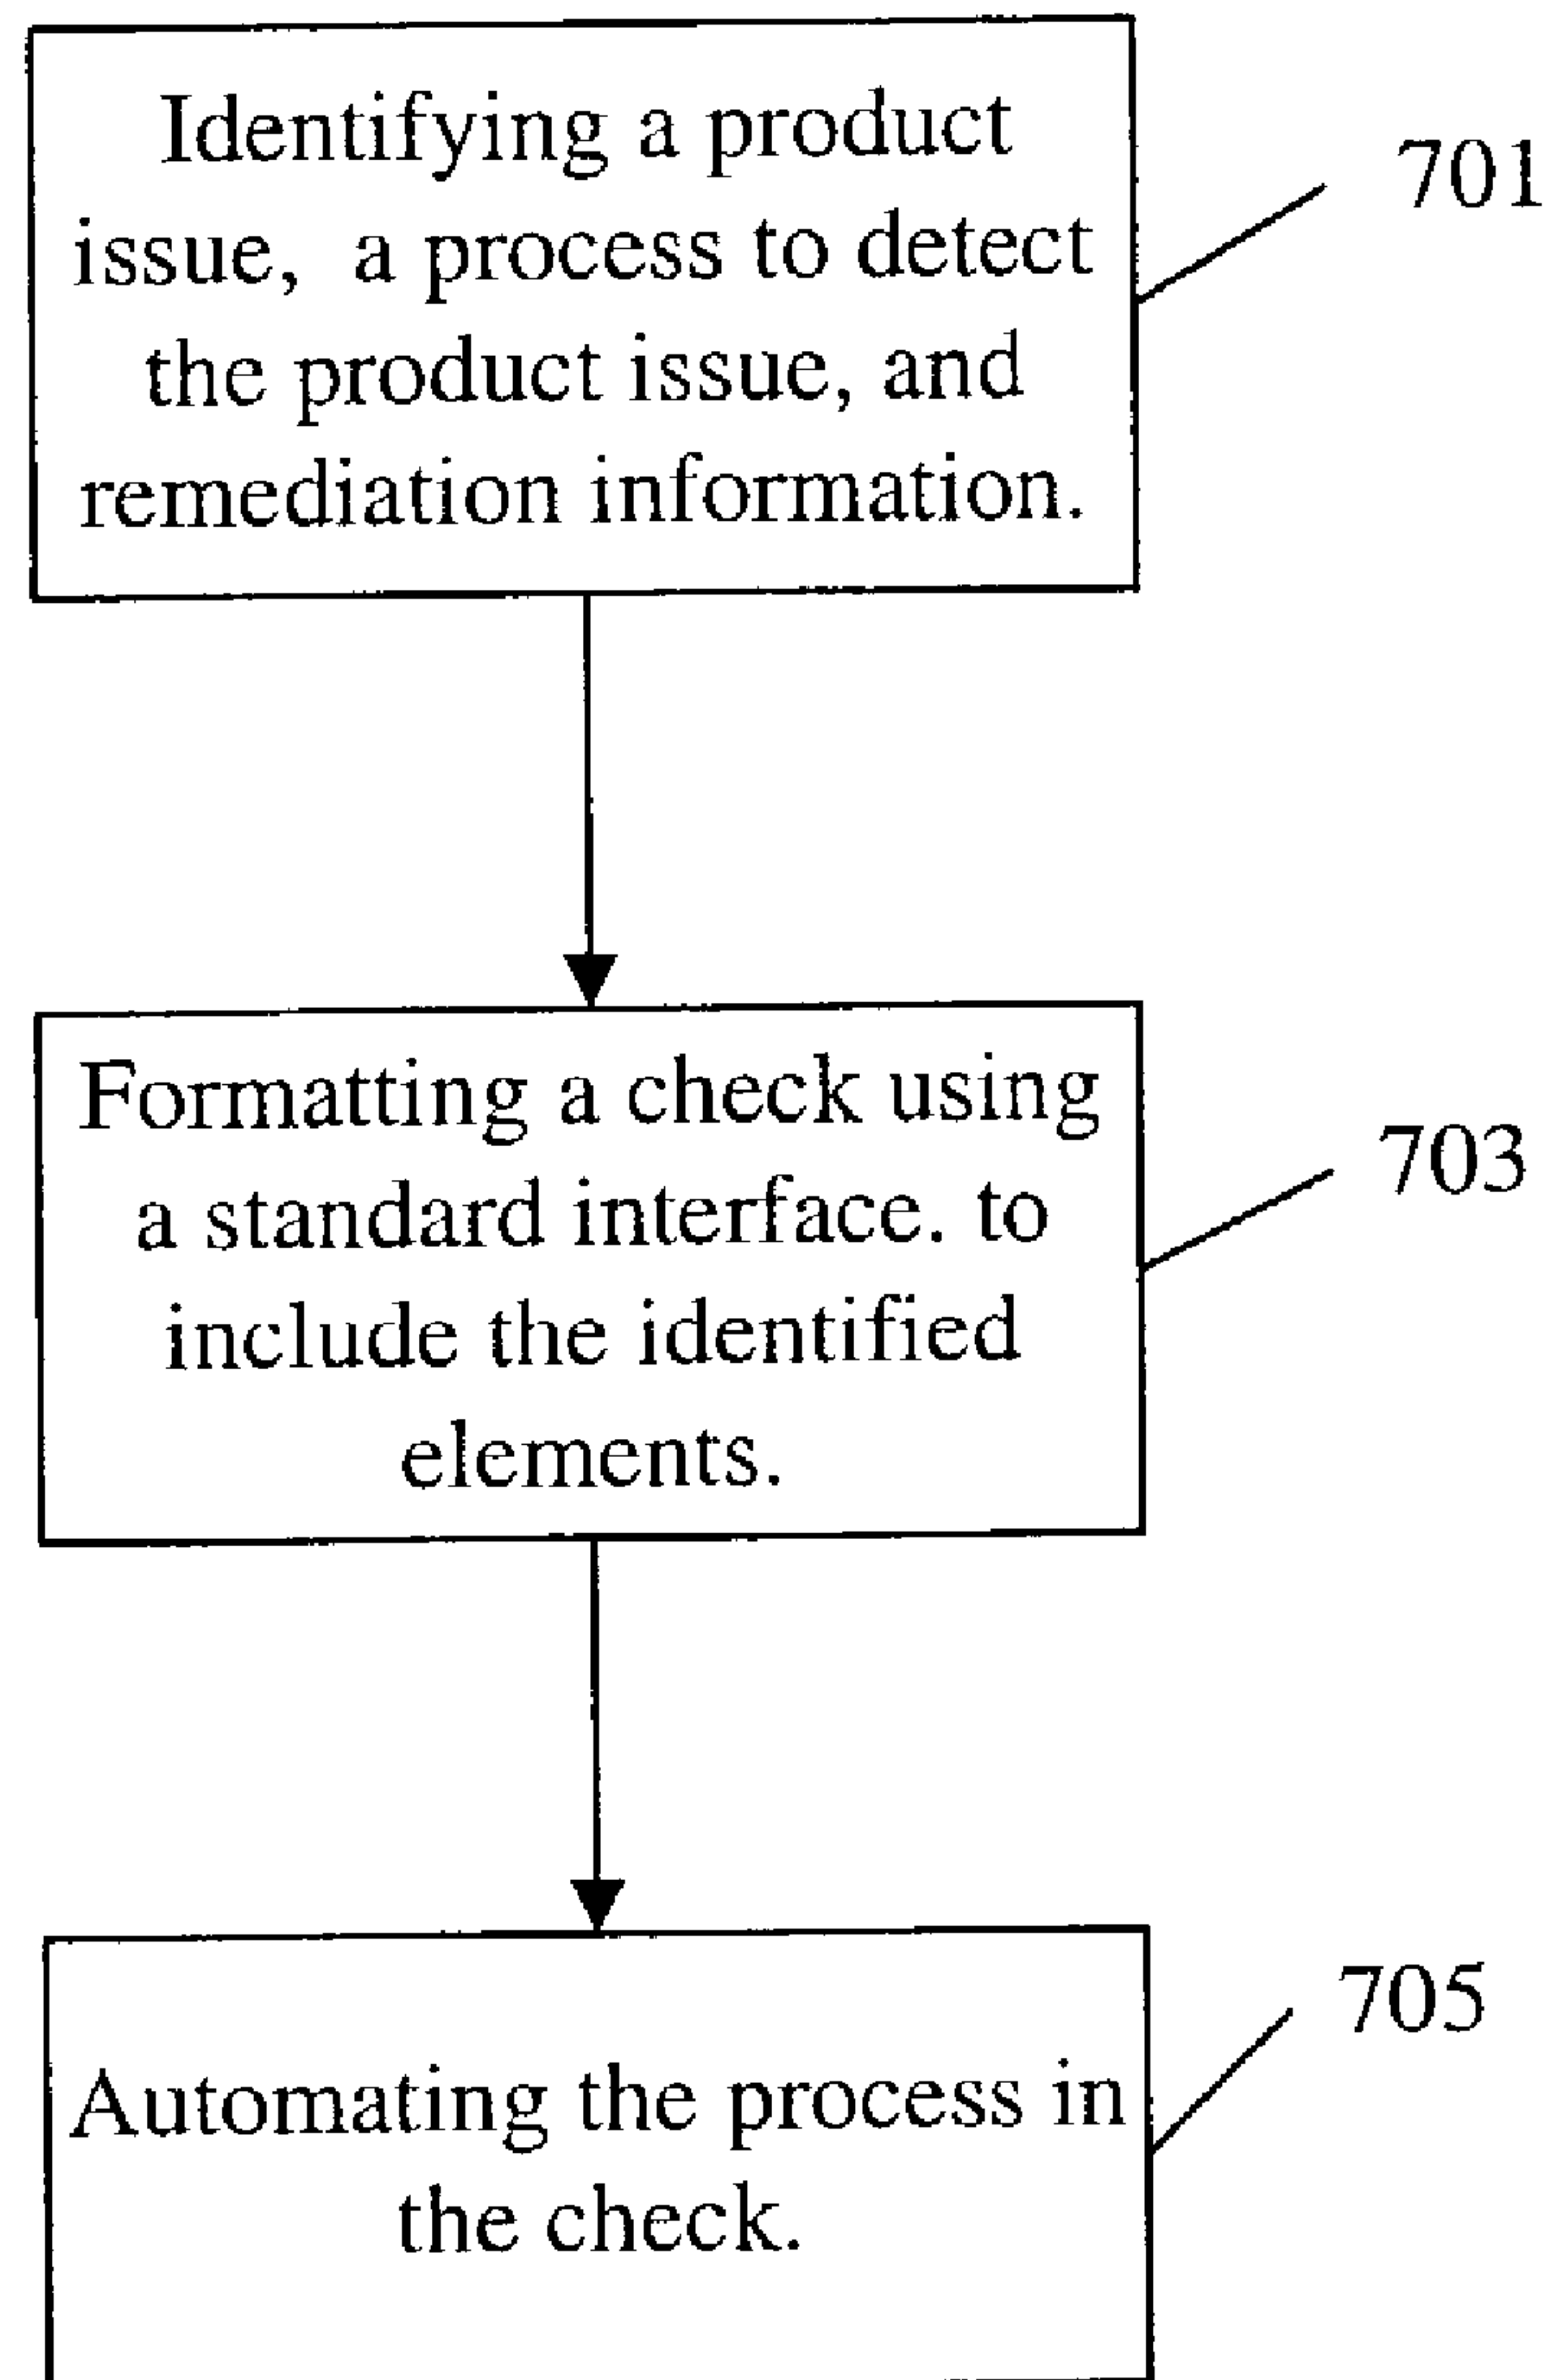 Identifying a product
issue, a process to detect
the product issue, and
remediation information.
701
Formatting a check using
a standard interface. to
include the identified
elements.
703
Automating the process in
the check.
705